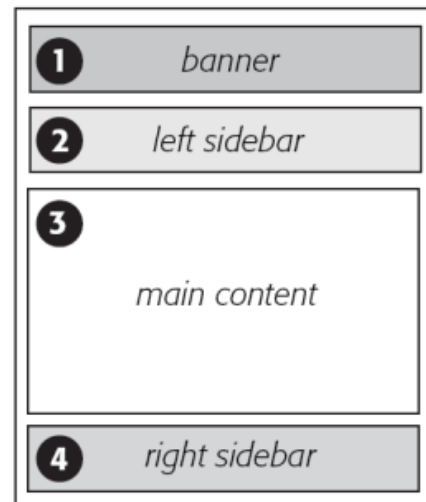 1 banner
2 left sidebar
3
main content
4 right sidebar